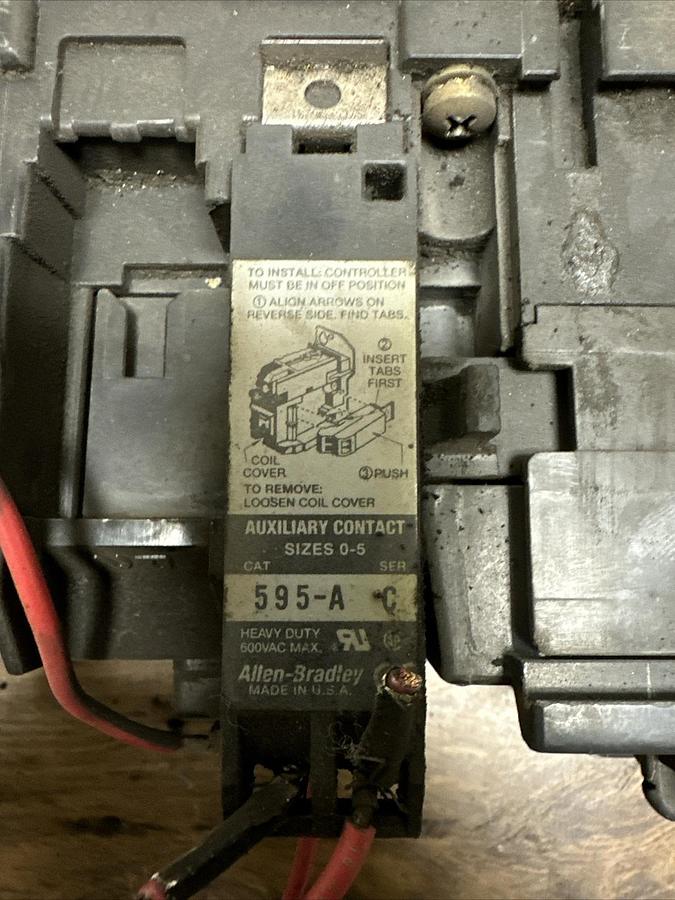 TO INSTALL: CONTROLLER
MUST BE IN OFF POSITION
① ALIGN ARROWS ON
REVERSE SIDE. FIND TABS.
②
INSERT
TABS
FIRST
COIL
COVER
③ PUSH
TO REMOVE:
LOOSEN COIL COVER
AUXILIARY CONTACT
SIZES 0-5
CAT SER
595-A C
HEAVY DUTY
600VAC MAX.
Allen-Bradley
MADE IN U.S.A.